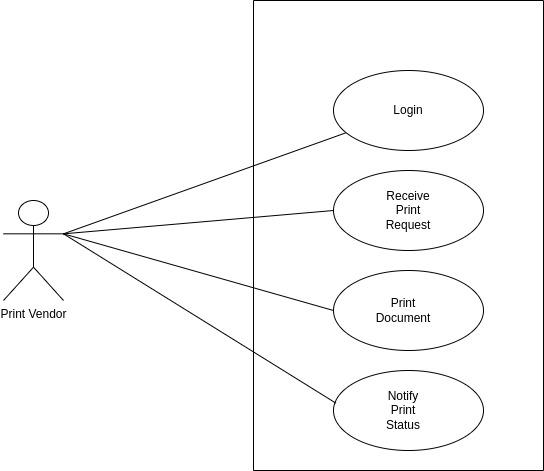 Login
Receive
Print
Request
Print Vendor
Print
Document
Notify
Print
Status